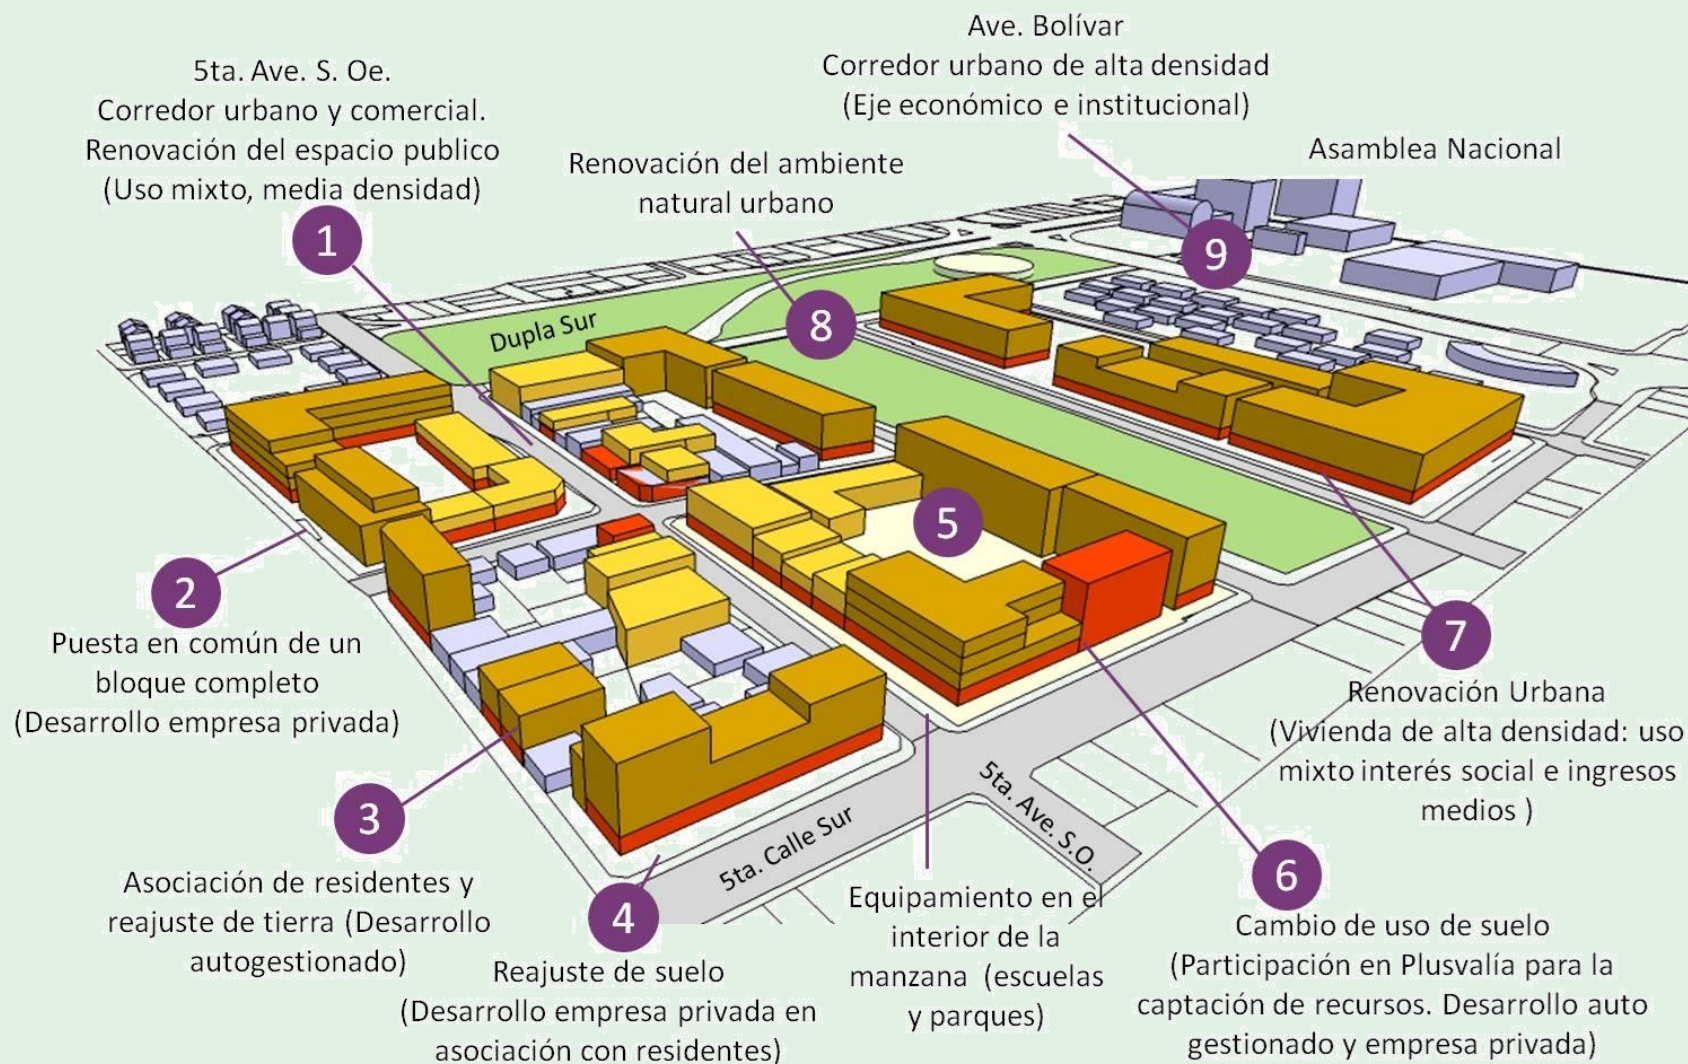 Ave. Bolívar
Corredor urbano de alta densidad
(Eje económico e institucional)
5ta. Ave. S. Oe.
Corredor urbano y comercial.
Renovación del espacio publico
(Uso mixto, media densidad)
Asamblea Nacional
Renovación del ambiente
natural urbano
1
9
8
Dupla Sur
5
2
Puesta en común de un
bloque completo
(Desarrollo empresa privada)
7
Renovación Urbana
(Vivienda de alta densidad: uso
mixto interés social e ingresos
medios )
3
Asociación de residentes y
reajuste de tierra (Desarrollo
autogestionado)
5ta. Calle Sur
5ta. Ave. S.O.
4
Reajuste de suelo
(Desarrollo empresa privada en
asociación con residentes)
Equipamiento en el
interior de la
manzana (escuelas
y parques)
6
Cambio de uso de suelo
(Participación en Plusvalía para la
captación de recursos. Desarrollo auto
gestionado y empresa privada)